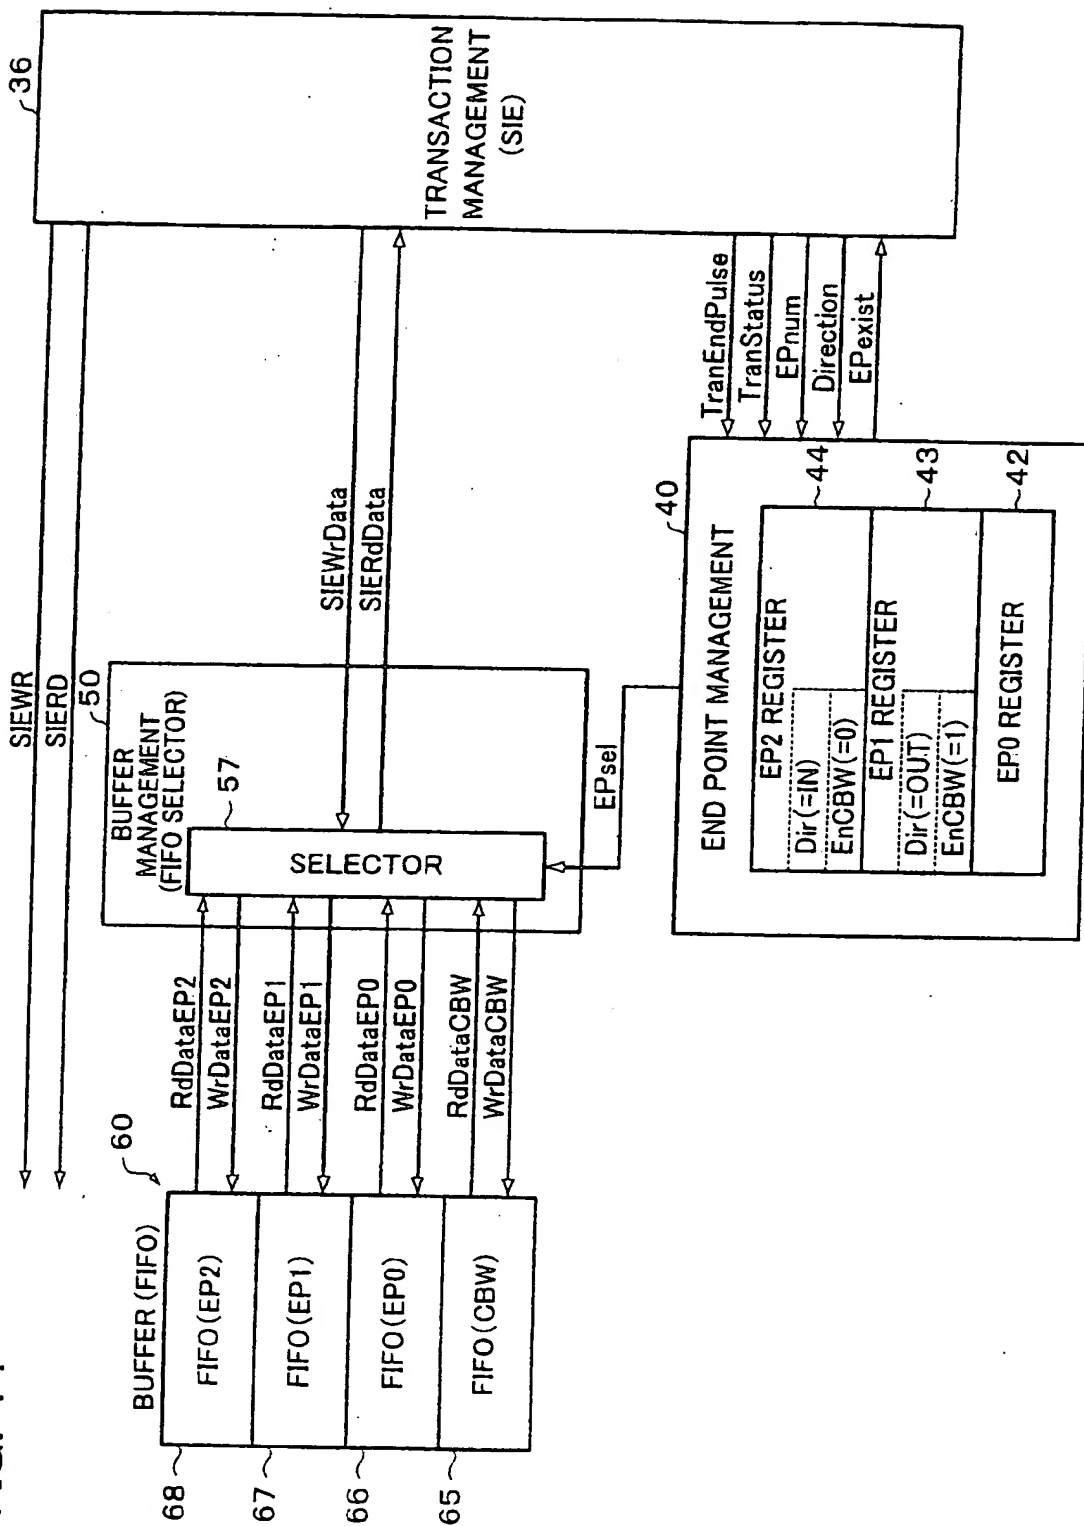 SIEWR
SIERD
36
TRANSACTION
MANAGEMENT
(SIE)
50
BUFFER
MANAGEMENT
(FIFO SELECTOR)
57
SELECTOR
SIEWrData
SIERdData
60
BUFFER (FIFO)
68
FIFO(EP2)
67
FIFO(EP1)
66
FIFO(EP0)
65
FIFO(CBW)
RdDataEP2
WrDataEP2
RdDataEP1
WrDataEP1
RdDataEP0
WrDataEP0
RdDataCBW
WrDataCBW
EPsel
TranEndPulse
TranStatus
EPnum
Direction
EPexist
40
END POINT MANAGEMENT
44
EP2 REGISTER
Dir(=IN)
EnCBW(=0)
43
EP1 REGISTER
Dir(=OUT)
EnCBW(=1)
42
EP0 REGISTER